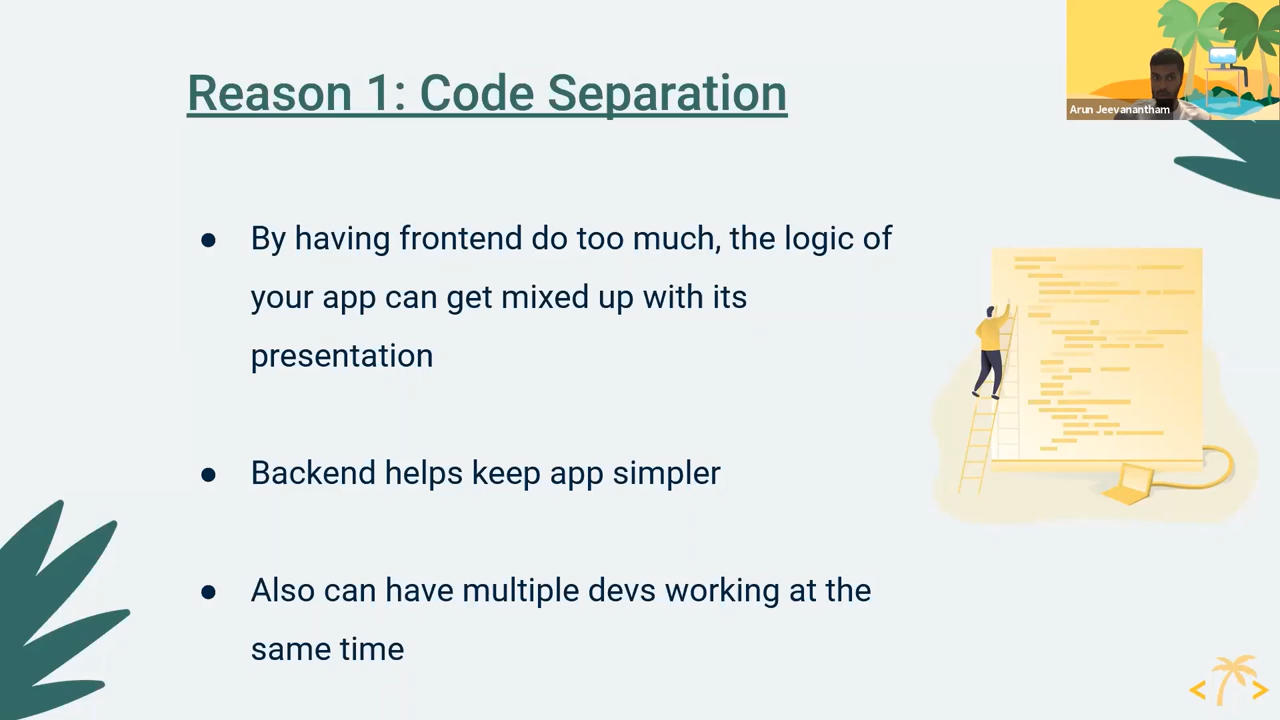 Reason 1: Code Separation
Arun Jeevanantham
● By having frontend do too much, the logic of
your app can get mixed up with its
presentation
● Backend helps keep app simpler
● Also can have multiple devs working at the
same time
< >